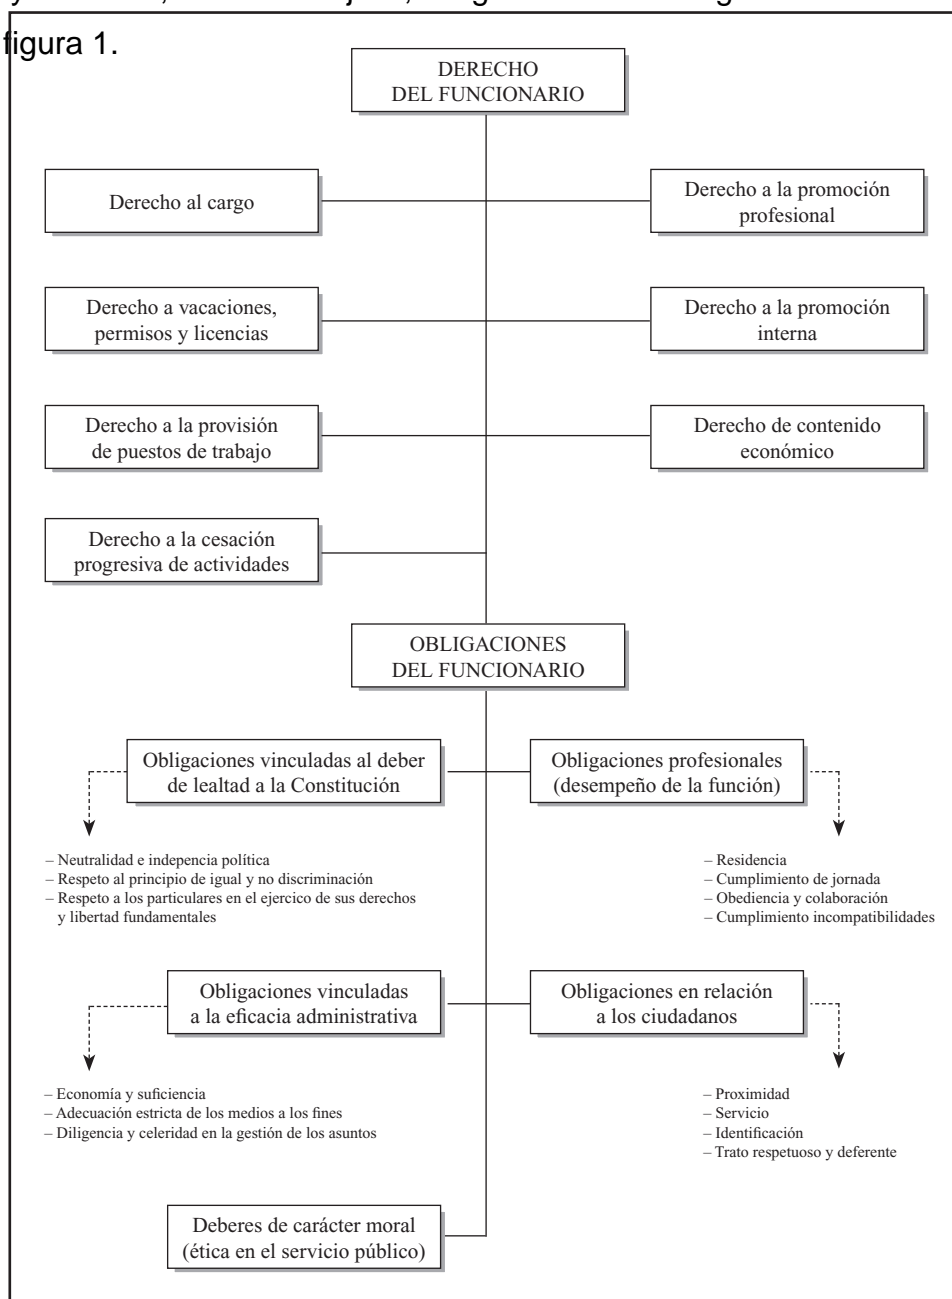 figura 1.
DERECHO
DEL FUNCIONARIO
Derecho al cargo
Derecho a la promoción
profesional
Derecho a vacaciones,
permisos y licencias
Derecho a la promoción
interna
Derecho a la provisión
de puestos de trabajo
Derecho de contenido
económico
Derecho a la cesación
progresiva de actividades
OBLIGACIONES
DEL FUNCIONARIO
Obligaciones vinculadas al deber
de lealtad a la Constitución
Obligaciones profesionales
(desempeño de la función)
– Neutralidad e indepencia política
– Respeto al principio de igual y no discriminación
– Respeto a los particulares en el ejercico de sus derechos
y libertad fundamentales
– Residencia
– Cumplimiento de jornada
– Obediencia y colaboración
– Cumplimiento incompatibilidades
Obligaciones vinculadas
a la eficacia administrativa
Obligaciones en relación
a los ciudadanos
– Economía y suficiencia
– Adecuación estricta de los medios a los fines
– Diligencia y celeridad en la gestión de los asuntos
– Proximidad
– Servicio
– Identificación
– Trato respetuoso y deferente
Deberes de carácter moral
(ética en el servicio público)